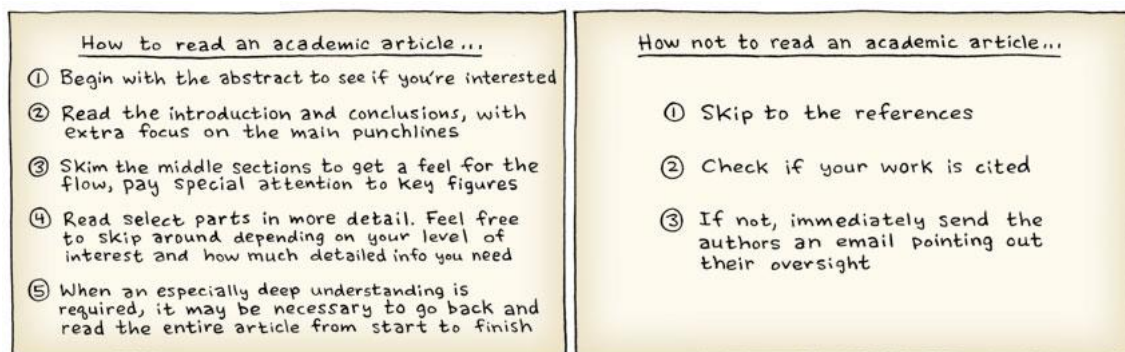 How to read an academic article...
① Begin with the abstract to see if you're interested
② Read the introduction and conclusions, with
extra focus on the main punchlines
③ Skim the middle sections to get a feel for the
flow, pay special attention to key figures
④ Read select parts in more detail. Feel free
to skip around depending on your level of
interest and how much detailed info you need
⑤ When an especially deep understanding is
required, it may be necessary to go back and
read the entire article from start to finish
How not to read an academic article...
① Skip to the references
② Check if your work is cited
③ If not, immediately send the
authors an email pointing out
their oversight